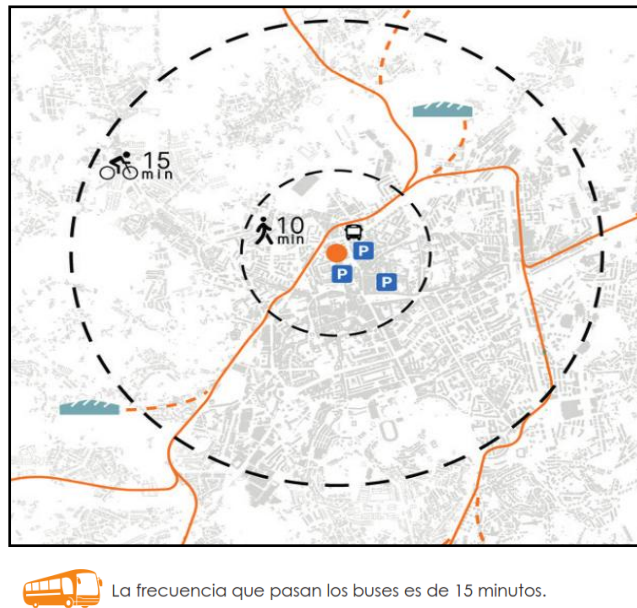 15
min
10
min
P
P
P
La frecuencia que pasan los buses es de 15 minutos.